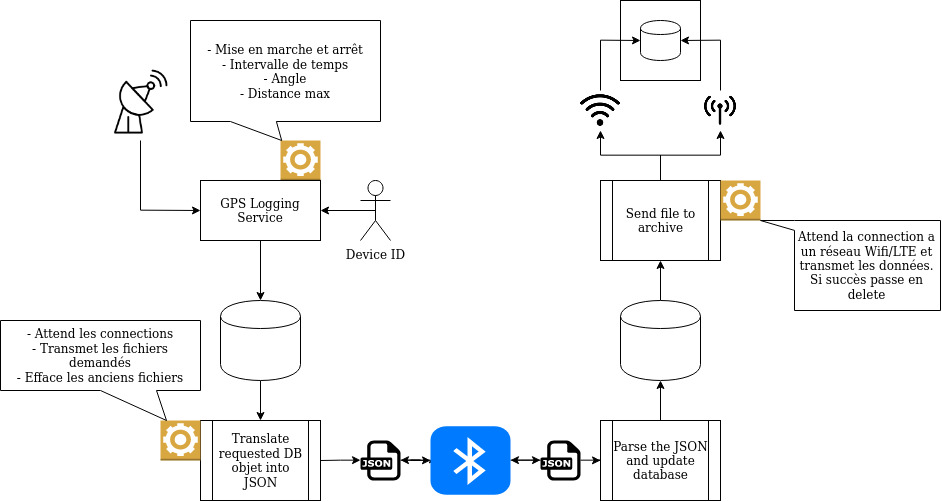 - Mise en marche et arrêt
- Intervalle de temps
- Angle
- Distance max
GPS Logging
Service
Device ID
- Attend les connections
- Transmet les fichiers
demandés
- Efface les anciens fichiers
Translate
requested DB
objet into
JSON
JSON
JSON
Parse the JSON
and update
database
Send file to
archive
Attend la connection a
un réseau Wifi/LTE et
transmet les données.
Si succès passe en
delete